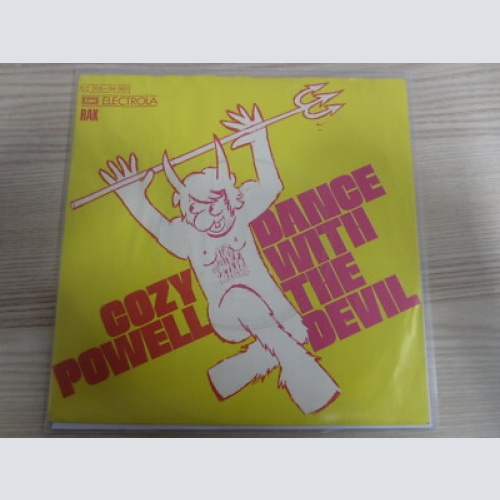 EMI ELECTROLA
RAK
COZY
POWELL
DANCE
WITH
THE
DEVIL